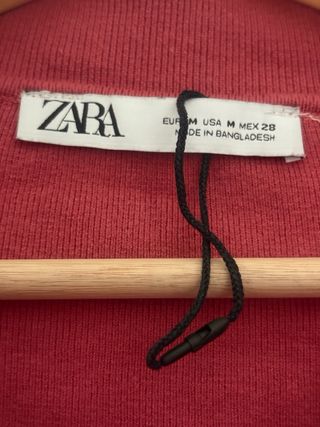 ZARA
EUR M USA M MEX 28
MADE IN BANGLADESH